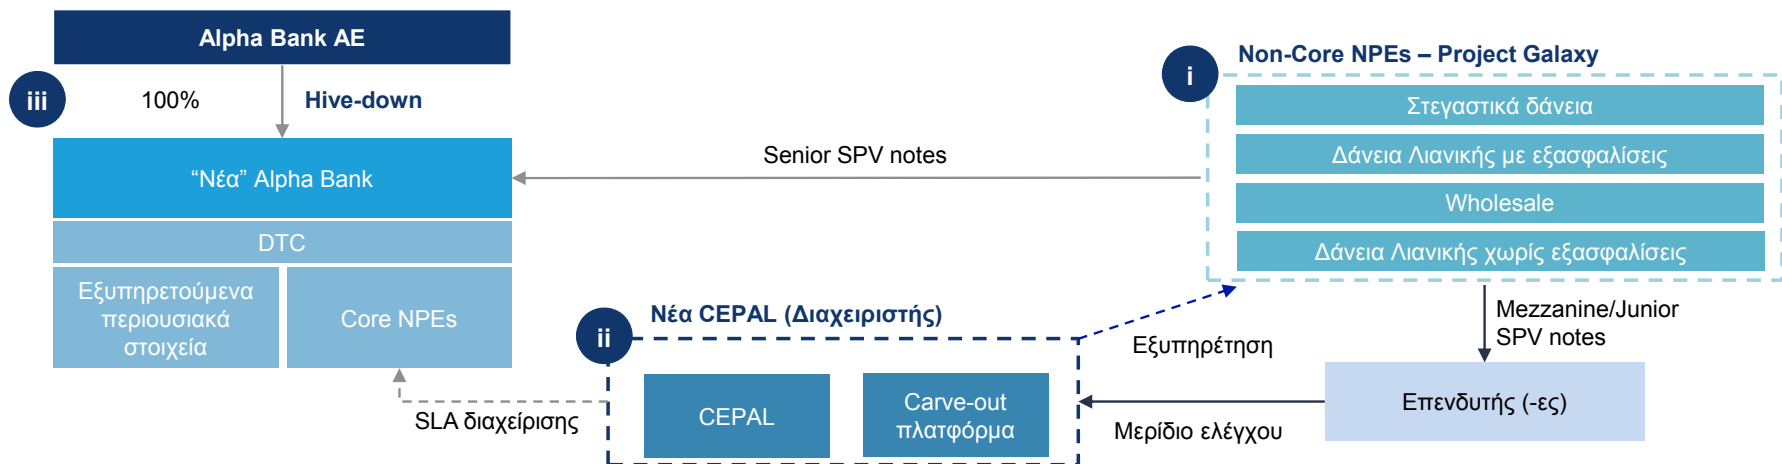 Alpha Bank AE
iii
100%
Hive-down
“Νέα” Alpha Bank
DTC
Εξυπηρετούμενα
περιουσιακά
στοιχεία
Core NPEs
Senior SPV notes
i
Non-Core NPEs – Project Galaxy
Στεγαστικά δάνεια
Δάνεια Λιανικής με εξασφαλίσεις
Wholesale
Δάνεια Λιανικής χωρίς εξασφαλίσεις
Mezzanine/Junior
SPV notes
ii
Νέα CEPAL (Διαχειριστής)
CEPAL
Carve-out
πλατφόρμα
Εξυπηρέτηση
SLA διαχείρισης
Μερίδιο ελέγχου
Επενδυτής (-ες)